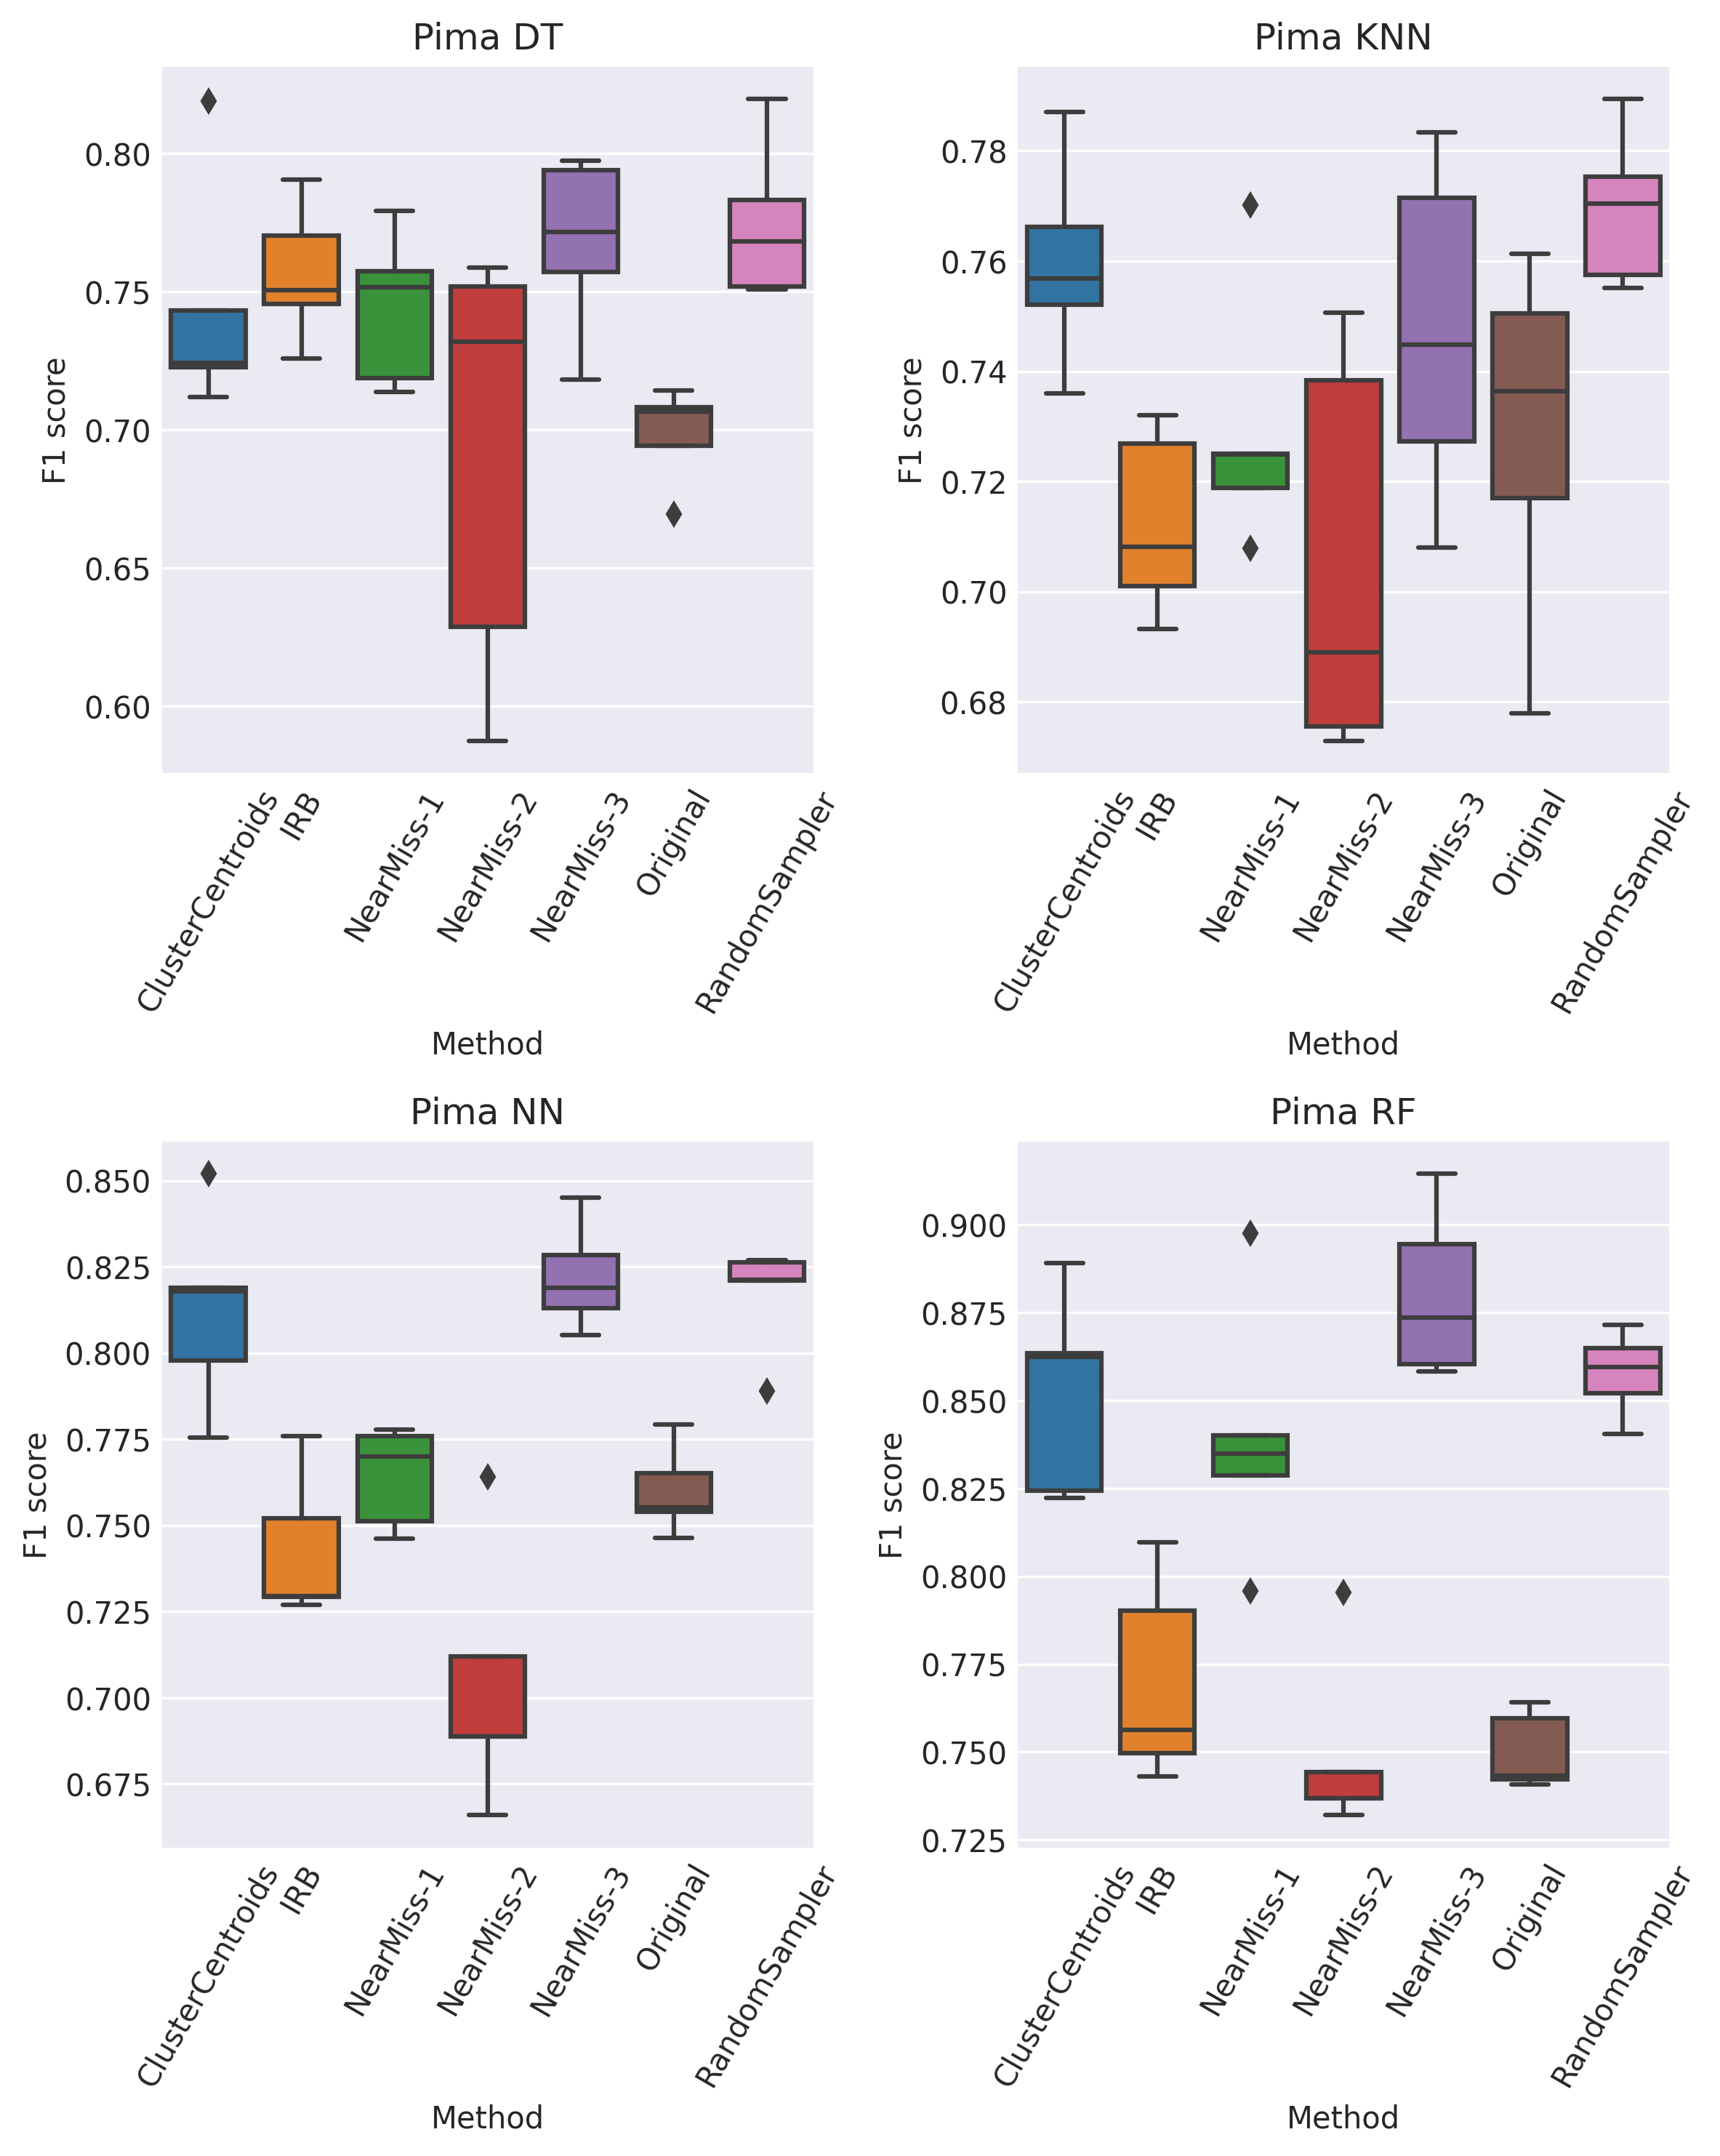 Pima DT
F1 score
0.80
0.75
0.70
0.65
0.60
ClusterCentroids
IRB
NearMiss-1
NearMiss-2
NearMiss-3
Original
RandomSampler
Method
Pima KNN
F1 score
0.78
0.76
0.74
0.72
0.70
0.68
ClusterCentroids
IRB
NearMiss-1
NearMiss-2
NearMiss-3
Original
RandomSampler
Method
Pima NN
F1 score
0.850
0.825
0.800
0.775
0.750
0.725
0.700
0.675
ClusterCentroids
IRB
NearMiss-1
NearMiss-2
NearMiss-3
Original
RandomSampler
Method
Pima RF
F1 score
0.900
0.875
0.850
0.825
0.800
0.775
0.750
0.725
ClusterCentroids
IRB
NearMiss-1
NearMiss-2
NearMiss-3
Original
RandomSampler
Method